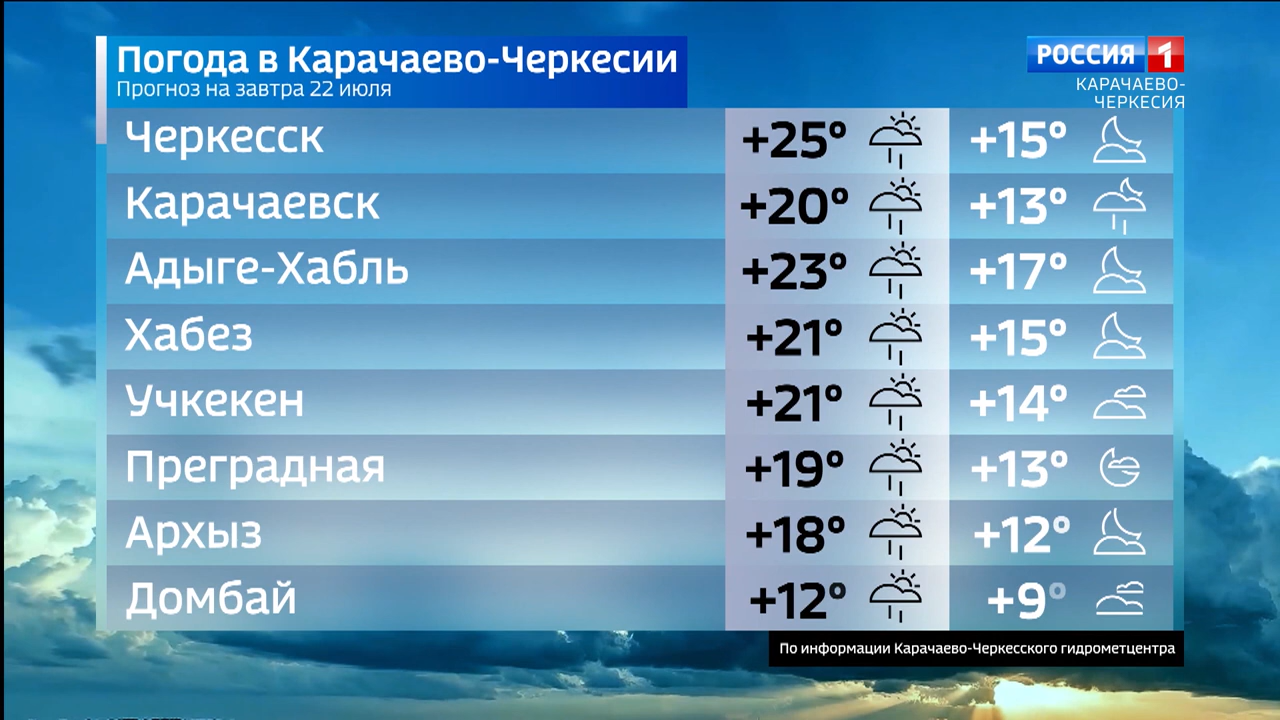 Погода в Карачаево-Черкесии
Прогноз на завтра 22 июля
РОССИЯ 1
КАРАЧАЕВО-
ЧЕРКЕСИЯ
Черкесск +25° +15°
Карачаевск +20° +13°
Адыге-Хабль +23° +17°
Хабез +21° +15°
Учкекен +21° +14°
Преградная +19° +13°
Архыз +18° +12°
Домбай +12° +9°
По информации Карачаево-Черкесского гидрометцентра